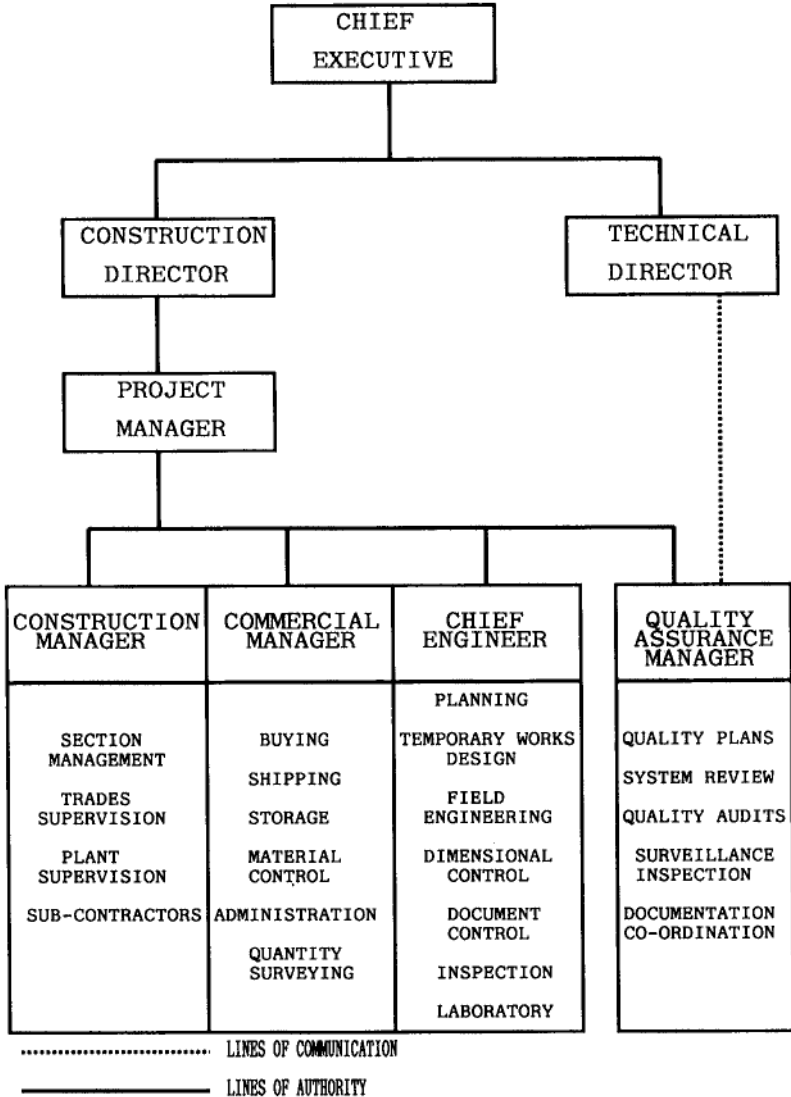 CHIEF
EXECUTIVE
CONSTRUCTION
DIRECTOR
TECHNICAL
DIRECTOR
PROJECT
MANAGER
CONSTRUCTION
MANAGER
SECTION
MANAGEMENT
TRADES
SUPERVISION
PLANT
SUPERVISION
SUB-CONTRACTORS
COMMERCIAL
MANAGER
BUYING
SHIPPING
STORAGE
MATERIAL
CONTROL
ADMINISTRATION
QUANTITY
SURVEYING
CHIEF
ENGINEER
PLANNING
TEMPORARY WORKS
DESIGN
FIELD
ENGINEERING
DIMENSIONAL
CONTROL
DOCUMENT
CONTROL
INSPECTION
LABORATORY
QUALITY
ASSURANCE
MANAGER
QUALITY PLANS
SYSTEM REVIEW
QUALITY AUDITS
SURVEILLANCE
INSPECTION
DOCUMENTATION
CO-ORDINATION
LINES OF COMMUNICATION
LINES OF AUTHORITY